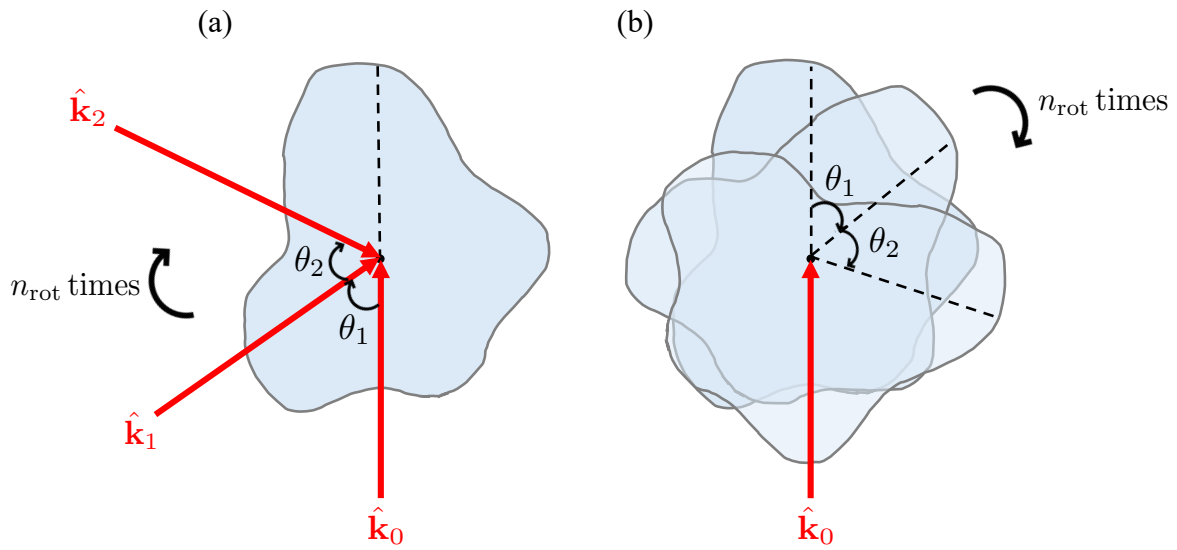 (a)
k̂₂
θ₂
n_rot times
θ₁
k̂₁
k̂₀
(b)
n_rot times
θ₁
θ₂
k̂₀